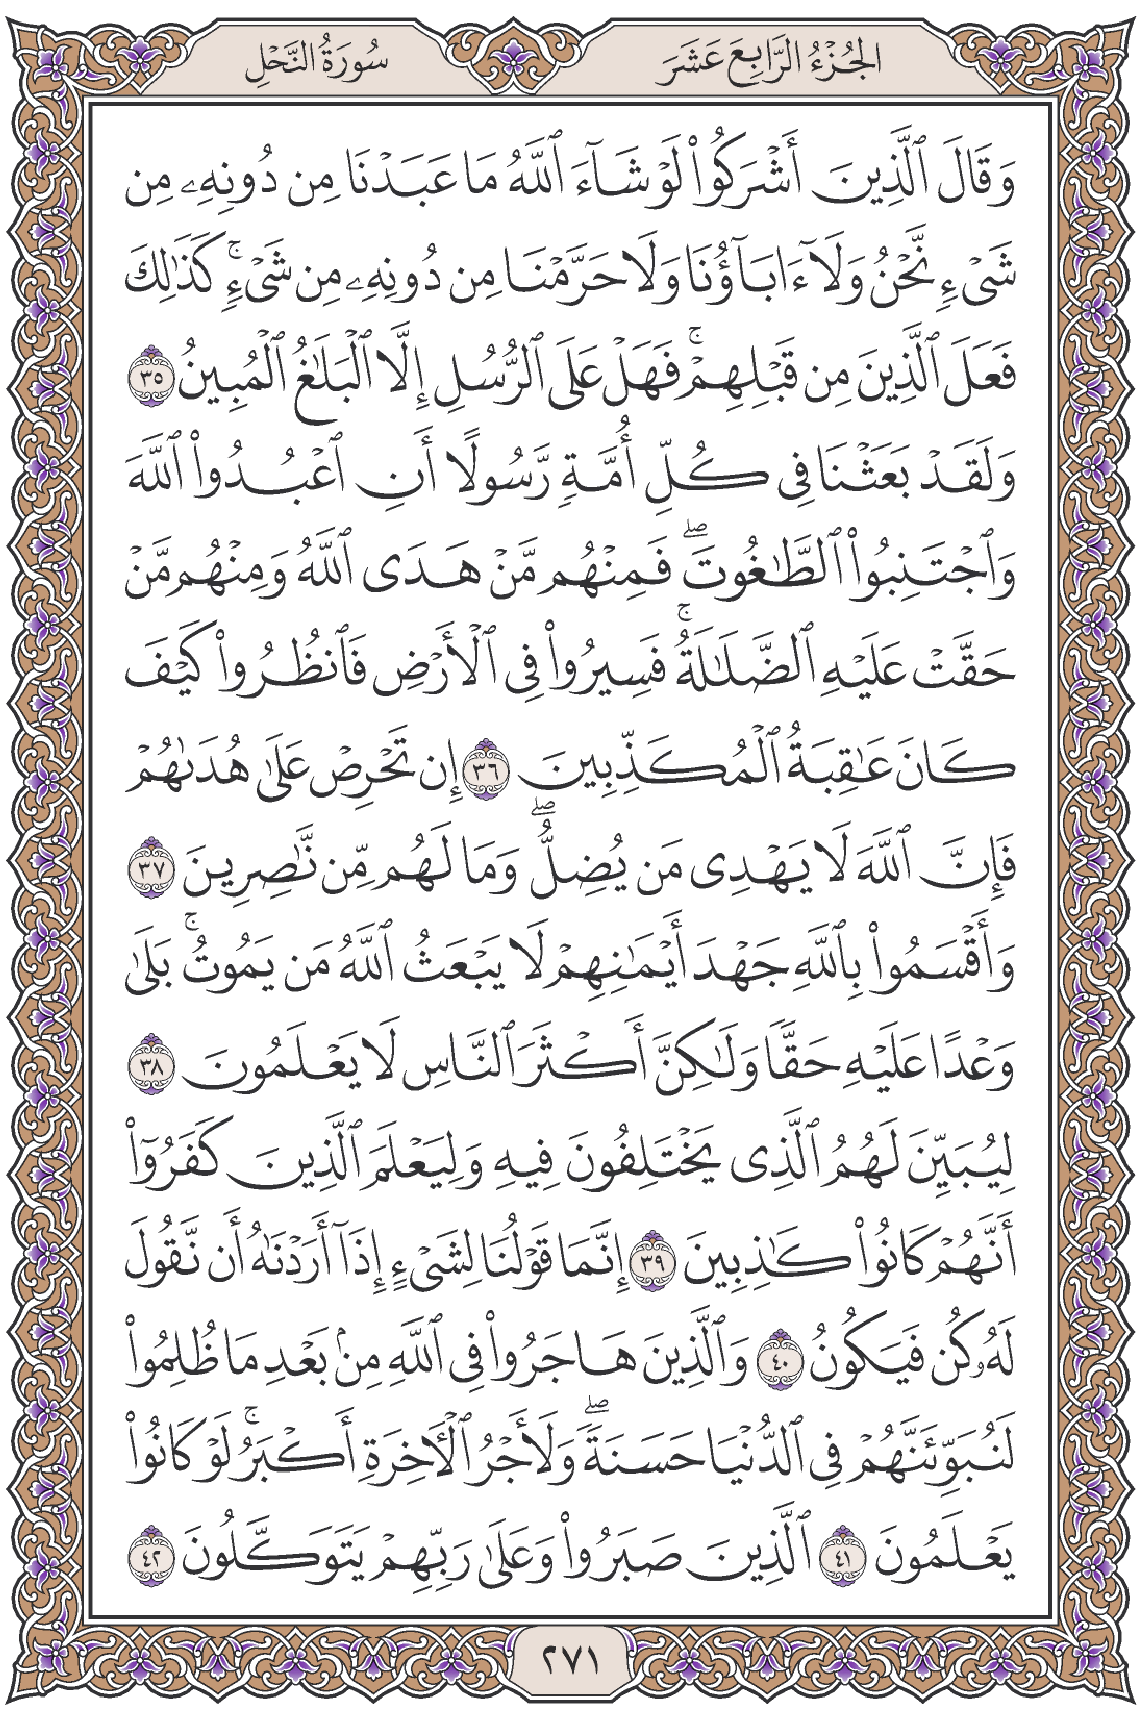 الجُزْءُ الرَّابِعَ عَشَرَ
سُورَةُ النَّحْلِ
وَقَالَ ٱلَّذِينَ أَشْرَكُوا۟ لَوْ شَآءَ ٱللَّهُ مَا عَبَدْنَا مِن دُونِهِۦ مِن
شَىْءٍ نَّحْنُ وَلَآ ءَابَآؤُنَا وَلَا حَرَّمْنَا مِن دُونِهِۦ مِن شَىْءٍ ۚ كَذَٰلِكَ
فَعَلَ ٱلَّذِينَ مِن قَبْلِهِمْ ۚ فَهَلْ عَلَى ٱلرُّسُلِ إِلَّا ٱلْبَلَٰغُ ٱلْمُبِينُ ٣٥
وَلَقَدْ بَعَثْنَا فِى كُلِّ أُمَّةٍ رَّسُولًا أَنِ ٱعْبُدُوا۟ ٱللَّهَ
وَٱجْتَنِبُوا۟ ٱلطَّٰغُوتَ ۖ فَمِنْهُم مَّنْ هَدَى ٱللَّهُ وَمِنْهُم مَّنْ
حَقَّتْ عَلَيْهِ ٱلضَّلَٰلَةُ ۚ فَسِيرُوا۟ فِى ٱلْأَرْضِ فَٱنظُرُوا۟ كَيْفَ
كَانَ عَٰقِبَةُ ٱلْمُكَذِّبِينَ ٣٦ إِن تَحْرِصْ عَلَىٰ هُدَىٰهُمْ
فَإِنَّ ٱللَّهَ لَا يَهْدِى مَن يُضِلُّ ۖ وَمَا لَهُم مِّن نَّٰصِرِينَ ٣٧
وَأَقْسَمُوا۟ بِٱللَّهِ جَهْدَ أَيْمَٰنِهِمْ لَا يَبْعَثُ ٱللَّهُ مَن يَمُوتُ ۚ بَلَىٰ
وَعْدًا عَلَيْهِ حَقًّا وَلَٰكِنَّ أَكْثَرَ ٱلنَّاسِ لَا يَعْلَمُونَ ٣٨
لِيُبَيِّنَ لَهُمُ ٱلَّذِى يَخْتَلِفُونَ فِيهِ وَلِيَعْلَمَ ٱلَّذِينَ كَفَرُوٓا۟
أَنَّهُمْ كَانُوا۟ كَٰذِبِينَ ٣٩ إِنَّمَا قَوْلُنَا لِشَىْءٍ إِذَآ أَرَدْنَٰهُ أَن نَّقُولَ
لَهُۥ كُن فَيَكُونُ ٤٠ وَٱلَّذِينَ هَاجَرُوا۟ فِى ٱللَّهِ مِنۢ بَعْدِ مَا ظُلِمُوا۟
لَنُبَوِّئَنَّهُمْ فِى ٱلدُّنْيَا حَسَنَةً ۖ وَلَأَجْرُ ٱلْءَاخِرَةِ أَكْبَرُ ۚ لَوْ كَانُوا۟
يَعْلَمُونَ ٤١ ٱلَّذِينَ صَبَرُوا۟ وَعَلَىٰ رَبِّهِمْ يَتَوَكَّلُونَ ٤٢
٢٧١